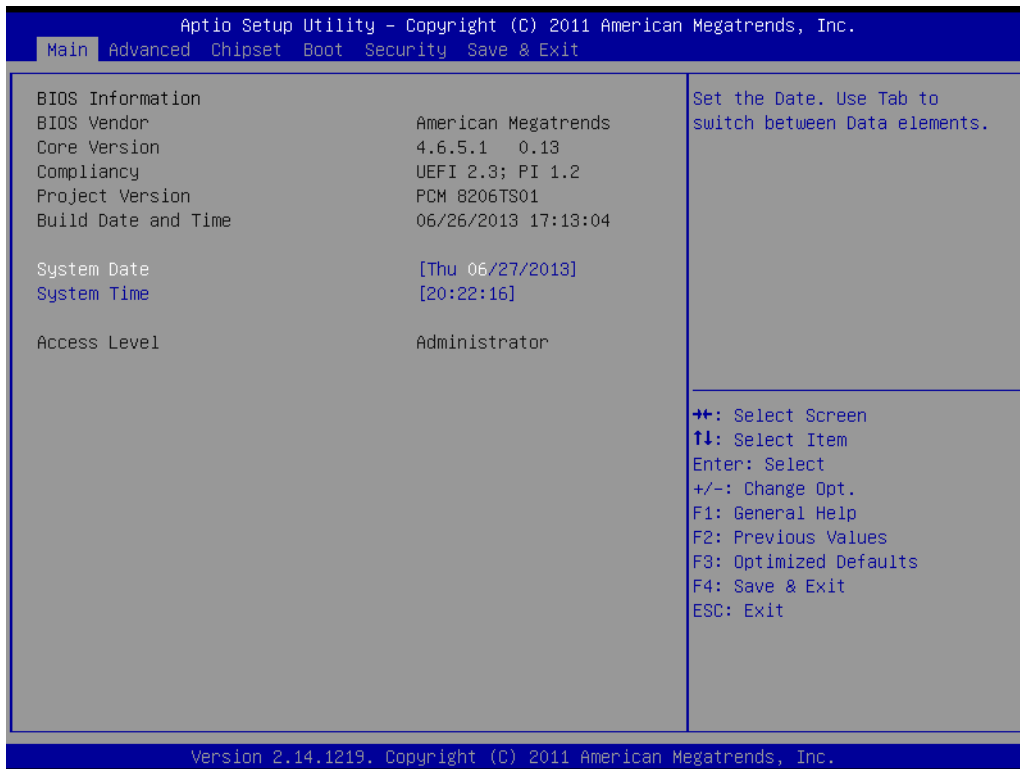 Aptio Setup Utility – Copyright (C) 2011 American Megatrends, Inc.
Main Advanced Chipset Boot Security Save & Exit
BIOS Information
BIOS Vendor American Megatrends
Core Version 4.6.5.1 0.13
Compliancy UEFI 2.3; PI 1.2
Project Version PCM 8206TS01
Build Date and Time 06/26/2013 17:13:04
System Date [Thu 06/27/2013]
System Time [20:22:16]
Access Level Administrator
Set the Date. Use Tab to
switch between Data elements.
→←: Select Screen
↑↓: Select Item
Enter: Select
+/-: Change Opt.
F1: General Help
F2: Previous Values
F3: Optimized Defaults
F4: Save & Exit
ESC: Exit
Version 2.14.1219. Copyright (C) 2011 American Megatrends, Inc.